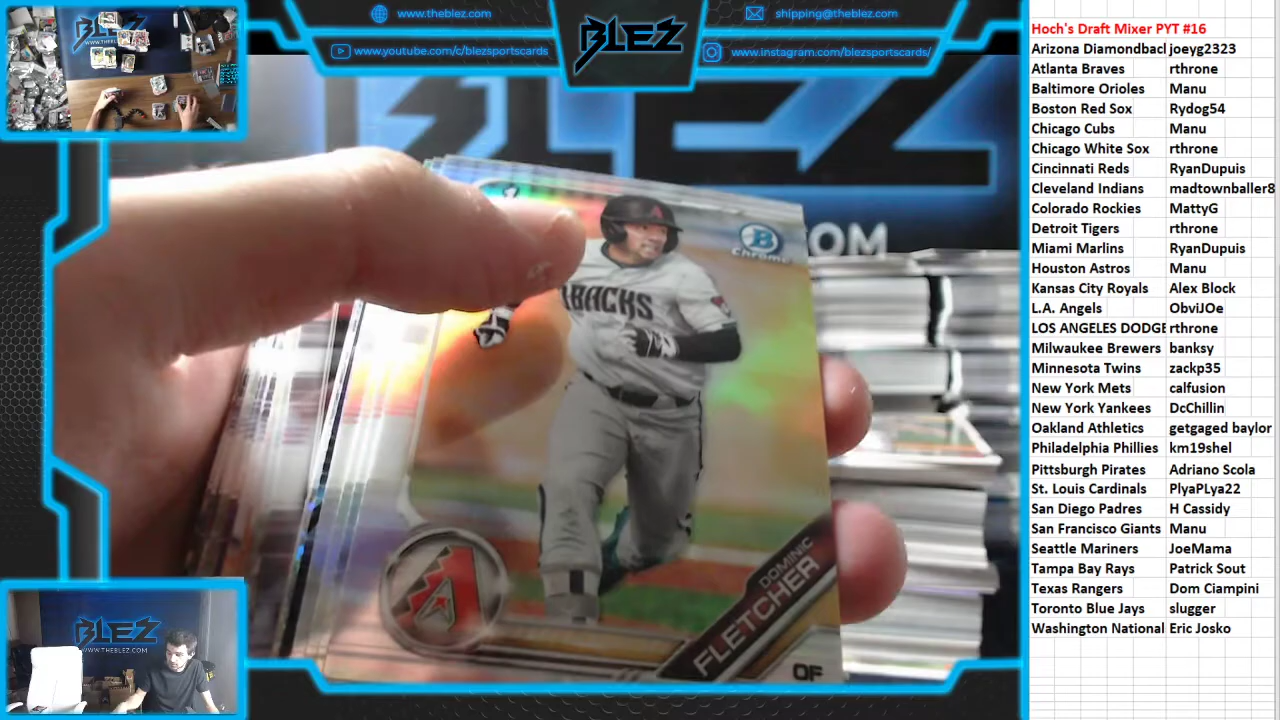 www.theblez.com
shipping@theblez.com
www.youtube.com/c/blezsportscards
www.instagram.com/blezsportscards/
BLEZ
Hoch's Draft Mixer PYT #16
Arizona Diamondbacl joeyg2323
Atlanta Braves rthrone
Baltimore Orioles Manu
Boston Red Sox Rydog54
Chicago Cubs Manu
Chicago White Sox rthrone
Cincinnati Reds RyanDupuis
Cleveland Indians madtownballer8
Colorado Rockies MattyG
Detroit Tigers rthrone
Miami Marlins RyanDupuis
Houston Astros Manu
Kansas City Royals Alex Block
L.A. Angels ObviJOe
LOS ANGELES DODGE rthrone
Milwaukee Brewers banksy
Minnesota Twins zackp35
New York Mets calfusion
New York Yankees DcChillin
Oakland Athletics getgaged baylor
Philadelphia Phillies km19shel
Pittsburgh Pirates Adriano Scola
St. Louis Cardinals PlyaPLya22
San Diego Padres H Cassidy
San Francisco Giants Manu
Seattle Mariners JoeMama
Tampa Bay Rays Patrick Sout
Texas Rangers Dom Ciampini
Toronto Blue Jays slugger
Washington National Eric Josko
.COM
B
chrome
BACKS
DOMINIC
FLETCHER
OF
BLEZ
WWW.THEBLEZ.COM